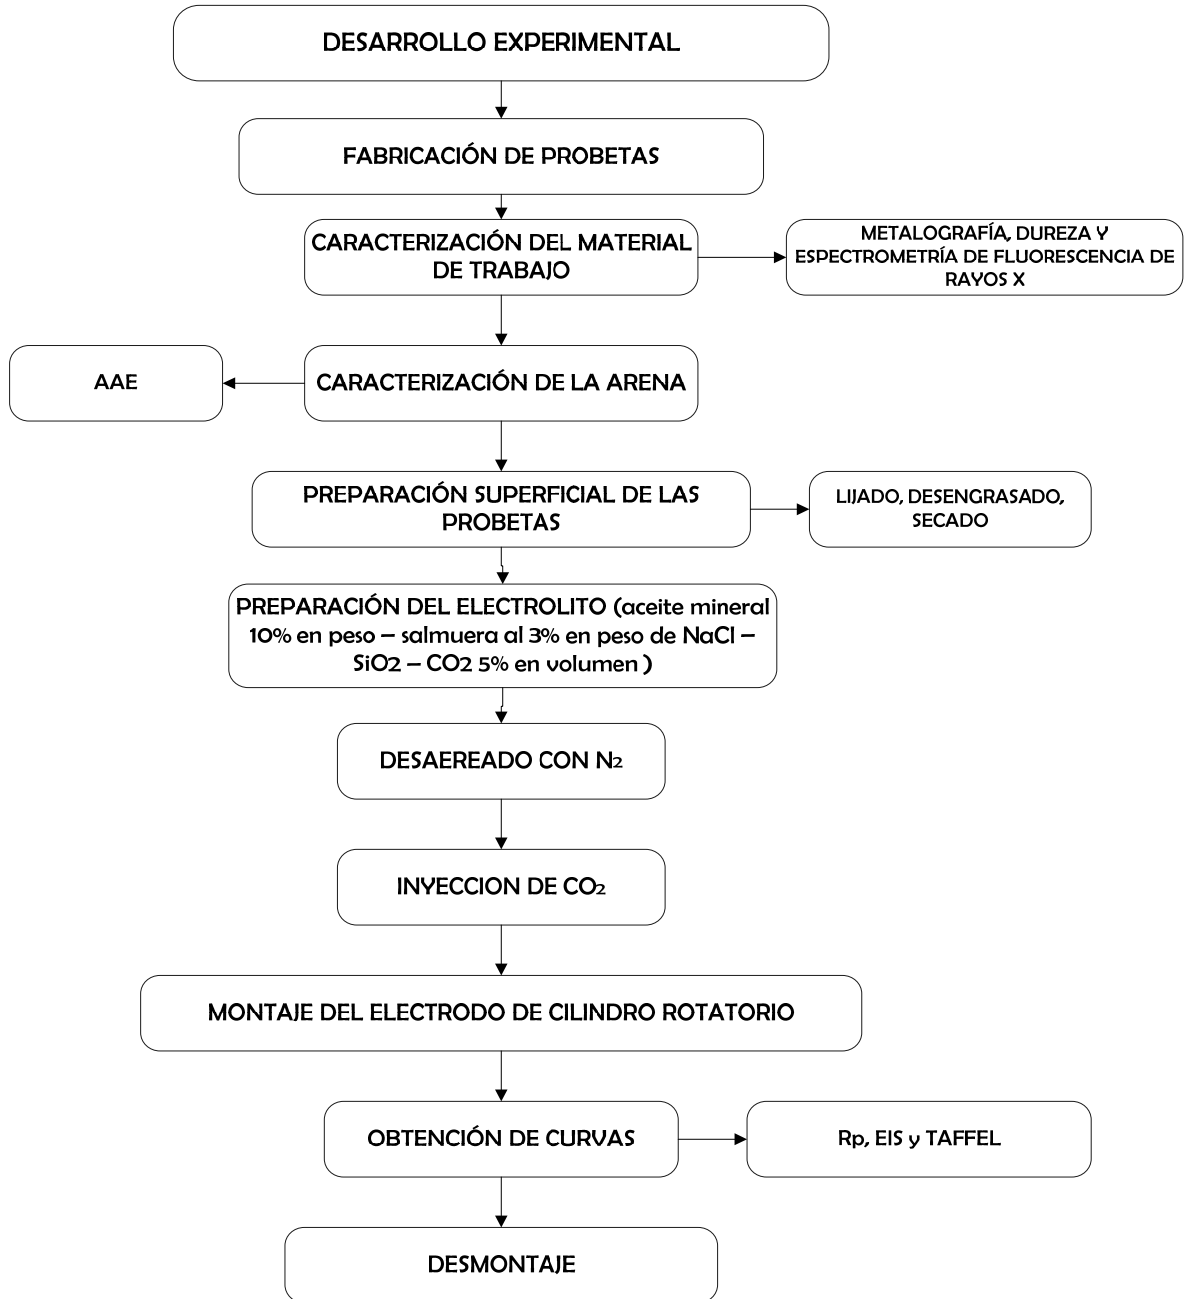 DESARROLLO EXPERIMENTAL
FABRICACIÓN DE PROBETAS
CARACTERIZACIÓN DEL MATERIAL
DE TRABAJO
METALOGRAFÍA, DUREZA Y
ESPECTROMETRÍA DE FLUORESCENCIA DE
RAYOS X
AAE
CARACTERIZACIÓN DE LA ARENA
PREPARACIÓN SUPERFICIAL DE LAS
PROBETAS
LIJADO, DESENGRASADO,
SECADO
PREPARACIÓN DEL ELECTROLITO (aceite mineral
10% en peso – salmuera al 3% en peso de NaCl –
SiO2 – CO2 5% en volumen )
DESAEREADO CON N2
INYECCION DE CO2
MONTAJE DEL ELECTRODO DE CILINDRO ROTATORIO
OBTENCIÓN DE CURVAS
Rp, EIS y TAFFEL
DESMONTAJE